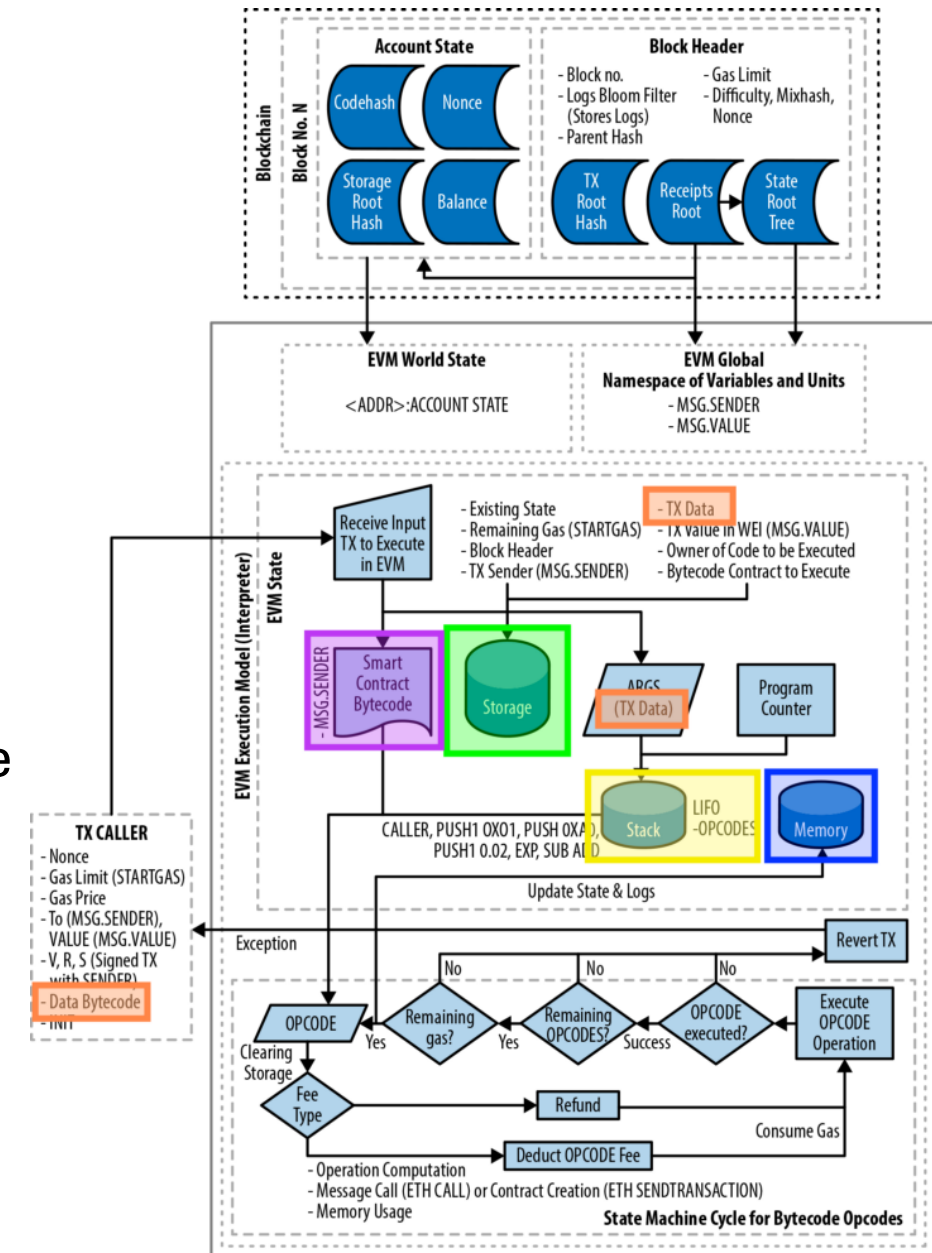 Blockchain
Block No. N
Account State
Codehash
Nonce
Storage
Root
Hash
Balance
Block Header
- Block no.
- Logs Bloom Filter
(Stores Logs)
- Parent Hash
- Gas Limit
- Difficulty, Mixhash,
Nonce
TX
Root
Hash
Receipts
Root
State
Root
Tree
EVM World State
<ADDR>:ACCOUNT STATE
EVM Global
Namespace of Variables and Units
- MSG.SENDER
- MSG.VALUE
EVM Execution Model (Interpreter)
EVM State
Receive Input
TX to Execute
in EVM
- Existing State
- Remaining Gas (STARTGAS)
- Block Header
- TX Sender (MSG.SENDER)
- TX Data
- TX Value in WEI (MSG.VALUE)
- Owner of Code to be Executed
- Bytecode Contract to Execute
- MSG.SENDER
Smart
Contract
Bytecode
Storage
ARGS
(TX Data)
Program
Counter
Stack
LIFO
-OPCODES
Memory
CALLER, PUSH1 0X01, PUSH 0XA0,
PUSH1 0.02, EXP, SUB ADD
Update State & Logs
e
TX CALLER
- Nonce
- Gas Limit (STARTGAS)
- Gas Price
- To (MSG.SENDER),
VALUE (MSG.VALUE)
- V, R, S (Signed TX
with SENDER)
- Data Bytecode
- INIT
Exception
Revert TX
No
No
No
OPCODE
Yes
Remaining
gas?
Yes
Remaining
OPCODES?
Success
OPCODE
executed?
Execute
OPCODE
Operation
Clearing
Storage
Fee
Type
Refund
Consume Gas
Deduct OPCODE Fee
- Operation Computation
- Message Call (ETH CALL) or Contract Creation (ETH SENDTRANSACTION)
- Memory Usage
State Machine Cycle for Bytecode Opcodes